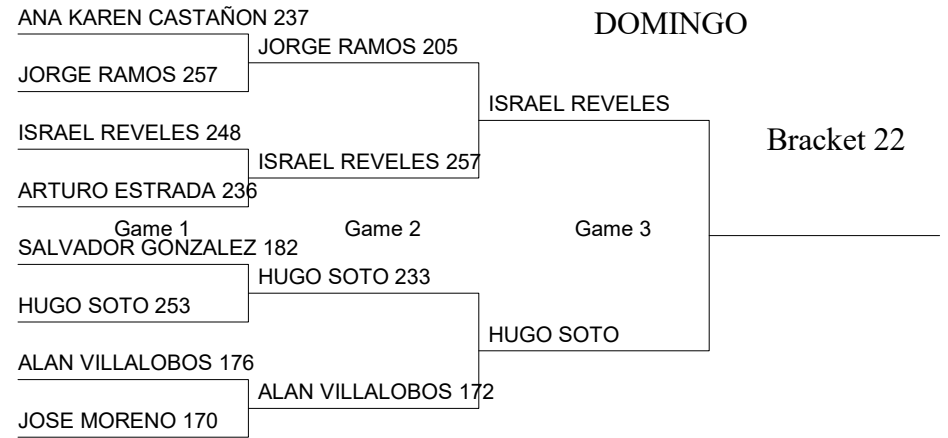 ANA KAREN CASTAÑON 237
DOMINGO
JORGE RAMOS 205
JORGE RAMOS 257
ISRAEL REVELES
ISRAEL REVELES 248
Bracket 22
ISRAEL REVELES 257
ARTURO ESTRADA 236
Game 1
Game 2
Game 3
SALVADOR GONZALEZ 182
HUGO SOTO 233
HUGO SOTO 253
HUGO SOTO
ALAN VILLALOBOS 176
ALAN VILLALOBOS 172
JOSE MORENO 170